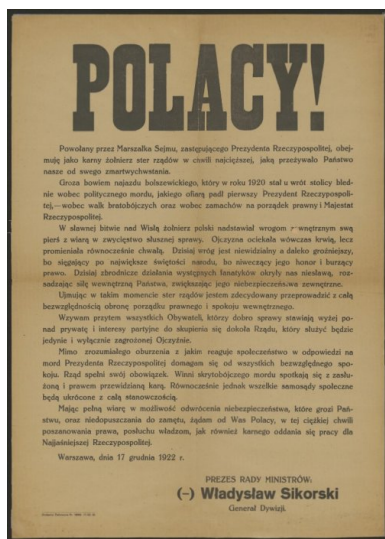 POLACY!
Powołany przez Marszałka Sejmu, zastępującego Prezydenta Rzeczypospolitej, obej-
muję jako karny żołnierz ster rządów w chwili najcięższej, jaką przeżywało Państwo
nasze od swego zmartwychwstania.
Groza bowiem najazdu bolszewickiego, który w roku 1920 stał u wrót stolicy bled-
nie wobec politycznego mordu, jakiego ofiarą padł pierwszy Prezydent Rzeczypospoli-
tej, — wobec walk bratobójczych oraz wobec zamachów na porządek prawny i Majestat
Rzeczypospolitej.
W sławnej bitwie nad Wisłą żołnierz polski nadstawiał wrogom zewnętrznym swą
pierś z wiarą w zwycięstwo słusznej sprawy. Ojczyzna ociekała wówczas krwią, lecz
promieniała równocześnie chwałą. Dzisiaj wróg jest niewidzialny a daleko groźniejszy,
bo sięgający po największe świętości narodu, bo niweczący jego honor i burzący
prawo. Dzisiaj zbrodnicze działania występnych fanatyków okryły nas niesławą, roz-
sadzając siłę wewnętrzną Państwa, zwiększając jego niebezpieczeństwa zewnętrzne.
Ujmując w takim momencie ster rządów jestem zdecydowany przeprowadzić z całą
bezwzględnością obronę porządku prawnego i spokoju wewnętrznego.
Wzywam przytem wszystkich Obywateli, którzy dobro sprawy stawiają wyżej po-
nad prywatę i interesy partyjne do skupienia się dokoła Rządu, który służyć będzie
jedynie i wyłącznie zagrożonej Ojczyźnie.
Mimo zrozumiałego oburzenia z jakiem reaguje społeczeństwo w odpowiedzi na
mord Prezydenta Rzeczypospolitej domagam się od wszystkich bezwzględnego spo-
koju. Rząd spełni swój obowiązek. Winni skrytobójczego mordu spotkają się z zasłu-
żoną i prawem przewidzianą karą. Równocześnie jednak wszelkie samosądy społeczne
będą ukrócone z całą stanowczością.
Mając pełną wiarę w możliwość odwrócenia niebezpieczeństwa, które grozi Pań-
stwu, oraz niedopuszczania do zamętu, żądam od Was Polacy, w tej ciężkiej chwili
poszanowania prawa, posłuchu władzom, jak również karnego oddania się pracy dla
Najjaśniejszej Rzeczypospolitej.
Warszawa, dnia 17 grudnia 1922 r.
PREZES RADY MINISTRÓW:
(-) Władysław Sikorski
Generał Dywizji.